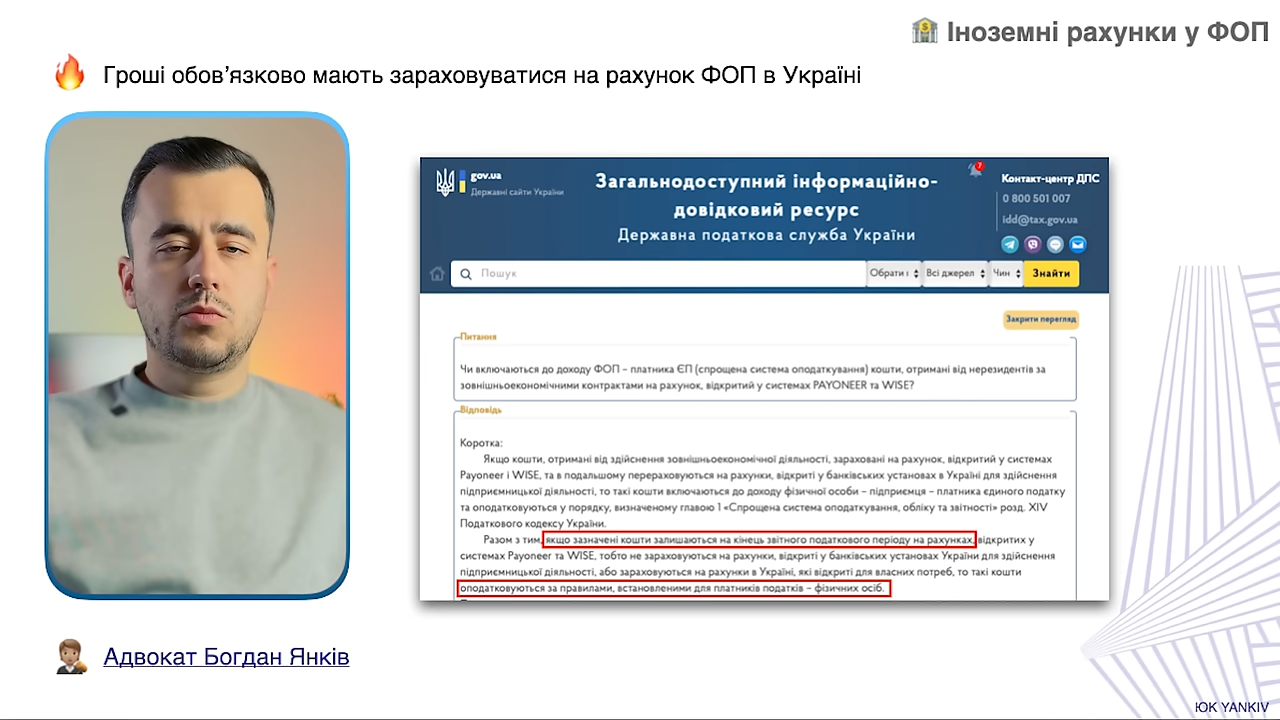 Іноземні рахунки у ФОП
Гроші обов’язково мають зараховуватися на рахунок ФОП в Україні
gov.ua
Державні сайти України
Загальнодоступний інформаційно-
довідковий ресурс
Державна податкова служба України
7
Контакт-центр ДПС
0 800 501 007
idd@tax.gov.ua
Пошук
Обрати і
Всі джерел
Чин
Знайти
Закрити перегляд
Питання
Чи включаються до доходу ФОП – платника ЄП (спрощена система оподаткування) кошти, отримані від нерезидентів за
зовнішньоекономічними контрактами на рахунок, відкритий у системах PAYONEER та WISE?
Відповідь
Коротка:
Якщо кошти, отримані від здійснення зовнішньоекономічної діяльності, зараховані на рахунок, відкритий у системах
Payoneer і WISE, та в подальшому перераховуються на рахунки, відкриті у банківських установах в Україні для здійснення
підприємницької діяльності, то такі кошти включаються до доходу фізичної особи – підприємця – платника єдиного податку
та оподатковуються у порядку, визначеному главою 1 «Спрощена система оподаткування, обліку та звітності» розд. XIV
Податкового кодексу України.
Разом з тим, якщо зазначені кошти залишаються на кінець звітного податкового періоду на рахунках, відкритих у
системах Payoneer та WISE, тобто не зараховуються на рахунки, відкриті у банківських установах України для здійснення
підприємницької діяльності, або зараховуються на рахунки в Україні, які відкриті для власних потреб, то такі кошти
оподатковуються за правилами, встановленими для платників податків – фізичних осіб.
Адвокат Богдан Янків
ЮК YANKIV